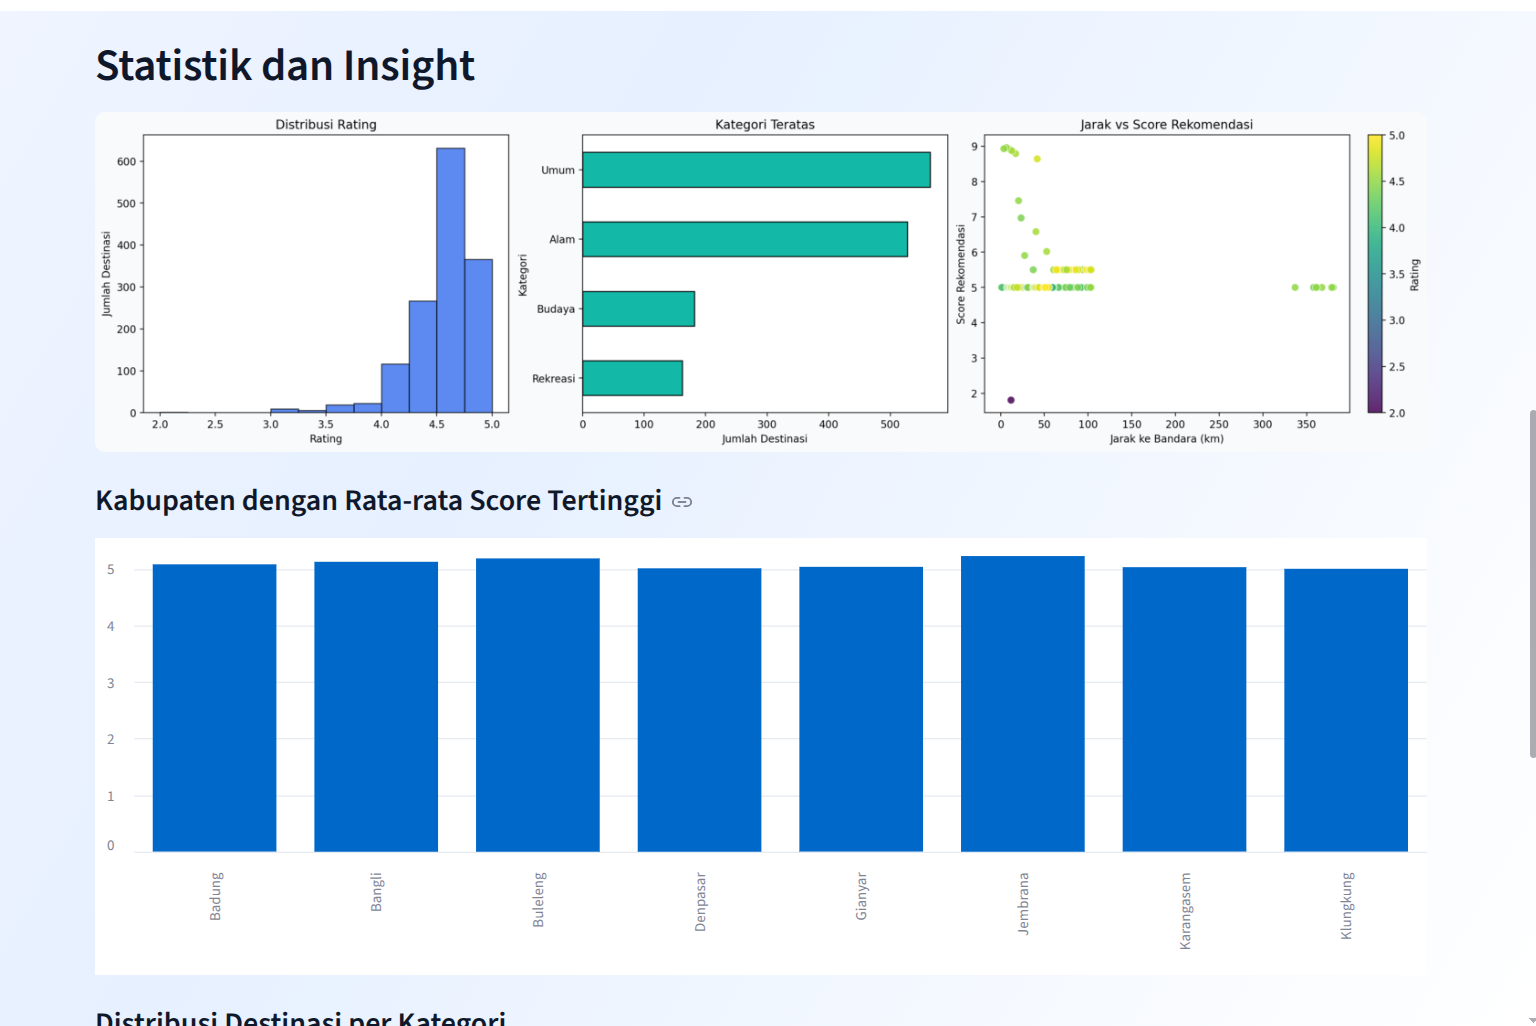 Statistik dan Insight
Distribusi Rating
Jumlah Destinasi
600
500
400
300
200
100
0
2.0 2.5 3.0 3.5 4.0 4.5 5.0
Rating
Kategori Teratas
Kategori
Umum
Alam
Budaya
Rekreasi
0 100 200 300 400 500
Jumlah Destinasi
Jarak vs Score Rekomendasi
Score Rekomendasi
9
8
7
6
5
4
3
2
0 50 100 150 200 250 300 350
Jarak ke Bandara (km)
5.0
4.5
4.0
3.5
3.0
2.5
2.0
Rating
Kabupaten dengan Rata-rata Score Tertinggi
5
4
3
2
1
0
Badung
Bangli
Buleleng
Denpasar
Gianyar
Jembrana
Karangasem
Klungkung
Distribusi Destinasi per Kategori